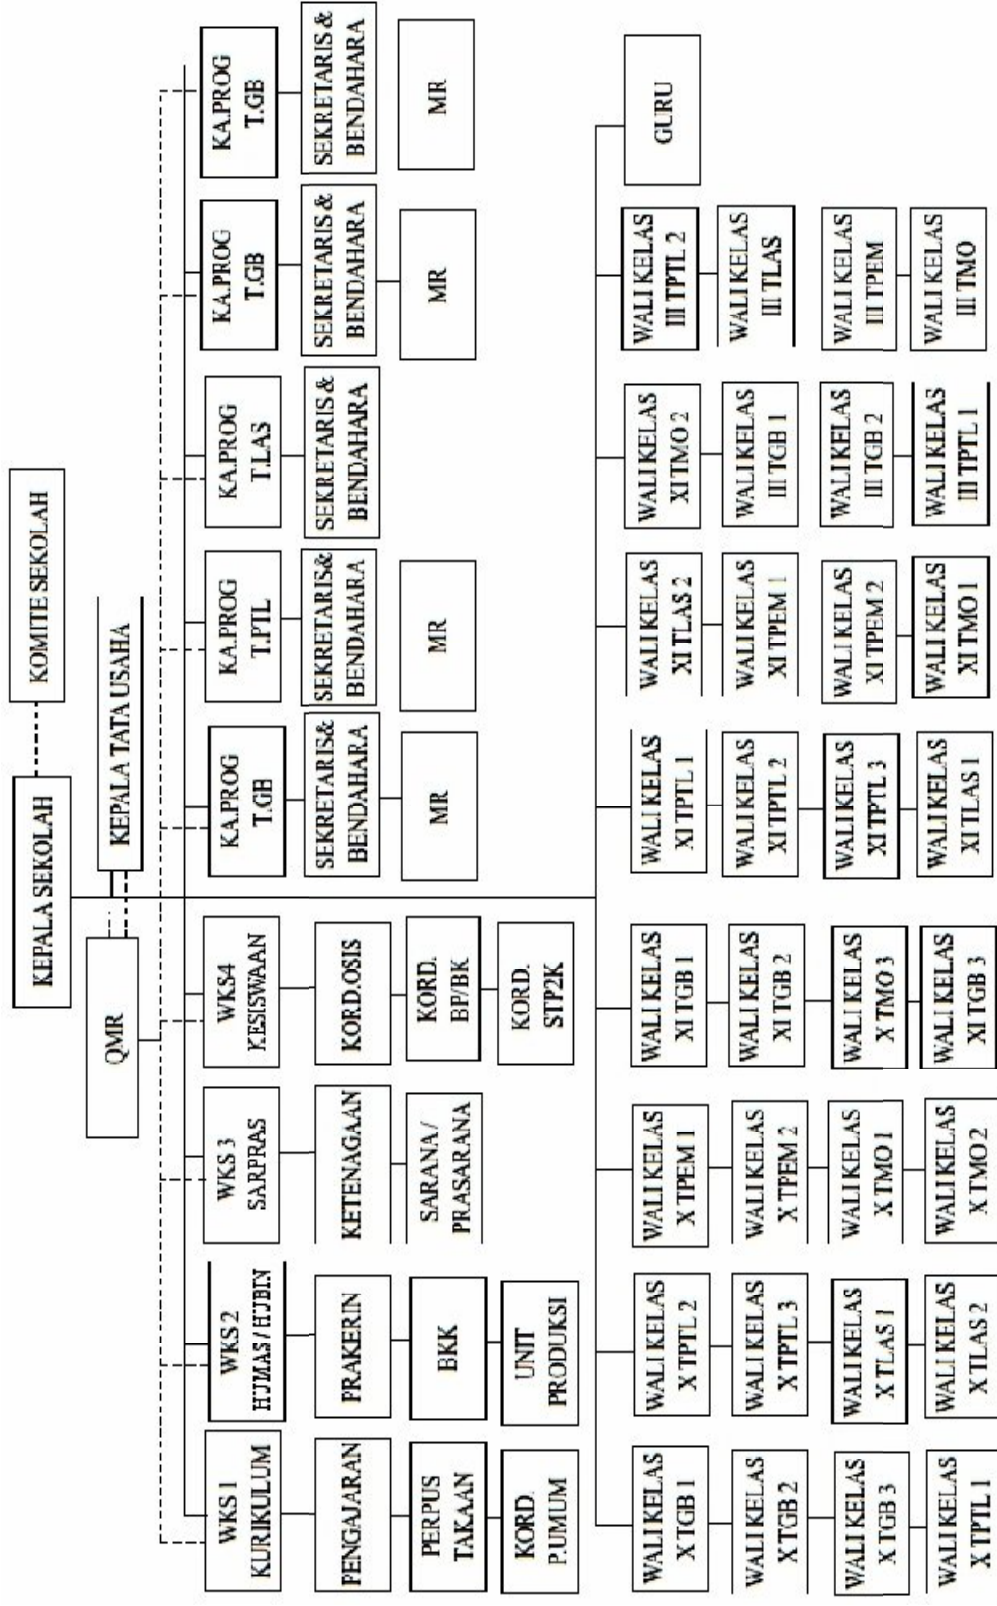 KOMITE SEKOLAH
KEPALA SEKOLAH
KEPALA TATA USAHA
QMR
WKS 1
KURIKULUM
WKS 2
HUMAS / HUBIN
WKS 3
SARPRAS
WKS4
KESISWAAN
KA.PROG
T.GB
KA.PROG
T.PTL
KA.PROG
T.LAS
KA.PROG
T.GB
KA.PROG
T.GB
PENGAJARAN
PRAKERIN
KETENAGAAN
KORD.OSIS
SEKRETARIS&
BENDAHARA
SEKRETARIS&
BENDAHARA
SEKRETARIS &
BENDAHARA
SEKRETARIS &
BENDAHARA
SEKRETARIS &
BENDAHARA
PERPUS
TAKAAN
BKK
SARANA /
PRASARANA
KORD.
BP/BK
MR
MR
MR
MR
KORD.
P.UMUM
UNIT
PRODUKSI
KORD.
STP2K
GURU
WALI KELAS
X TGB 1
WALI KELAS
X TPTL 2
WALI KELAS
X TPEM 1
WALI KELAS
XI TGB 1
WALI KELAS
XI TPTL 1
WALI KELAS
XI TLAS 2
WALI KELAS
XI TMO 2
WALI KELAS
III TPTL 2
WALI KELAS
X TGB 2
WALI KELAS
X TPTL 3
WALI KELAS
X TPEM 2
WALI KELAS
XI TGB 2
WALI KELAS
XI TPTL 2
WALI KELAS
XI TPEM 1
WALI KELAS
III TGB 1
WALI KELAS
III TLAS
WALI KELAS
X TGB 3
WALI KELAS
X TLAS 1
WALI KELAS
X TMO 1
WALI KELAS
X TMO 3
WALI KELAS
XI TPTL 3
WALI KELAS
XI TPEM 2
WALI KELAS
III TGB 2
WALI KELAS
III TPEM
WALI KELAS
X TPTL 1
WALI KELAS
X TLAS 2
WALI KELAS
X TMO 2
WALI KELAS
XI TGB 3
WALI KELAS
XI TLAS 1
WALI KELAS
XI TMO 1
WALI KELAS
III TPTL 1
WALI KELAS
III TMO